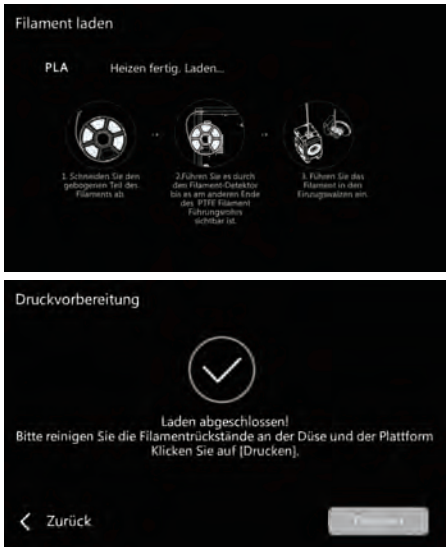 Filament laden
PLA Heizen fertig. Laden...
1. Schneiden Sie den
gebogenen Teil des
Filaments ab.
2.Führen Sie es durch
den Filament-Detektor
bis es am anderen Ende
des PTFE Filament
Führungsrohrs
sichtbar ist.
3. Führen Sie das
Filament in den
Einzugswalzen ein.
Druckvorbereitung
Laden abgeschlossen!
Bitte reinigen Sie die Filamentrückstände an der Düse und der Plattform
Klicken Sie auf [Drucken].
Zurück